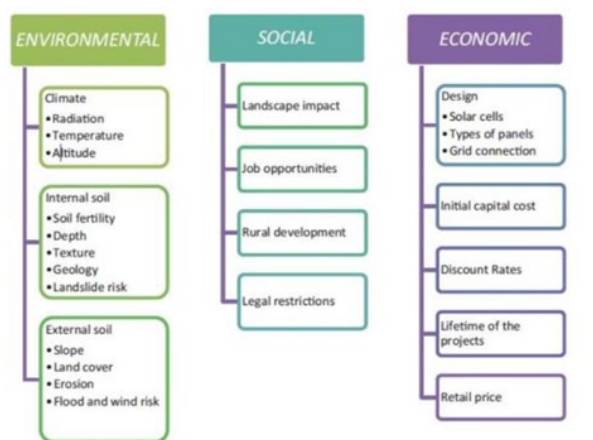 ENVIRONMENTAL
Climate
• Radiation
• Temperature
• Altitude
Internal soil
• Soil fertility
• Depth
• Texture
• Geology
• Landslide risk
External soil
• Slope
• Land cover
• Erosion
• Flood and wind risk
SOCIAL
Landscape impact
Job opportunities
Rural development
Legal restrictions
ECONOMIC
Design
• Solar cells
• Types of panels
• Grid connection
Initial capital cost
Discount Rates
Lifetime of the
projects
Retail price